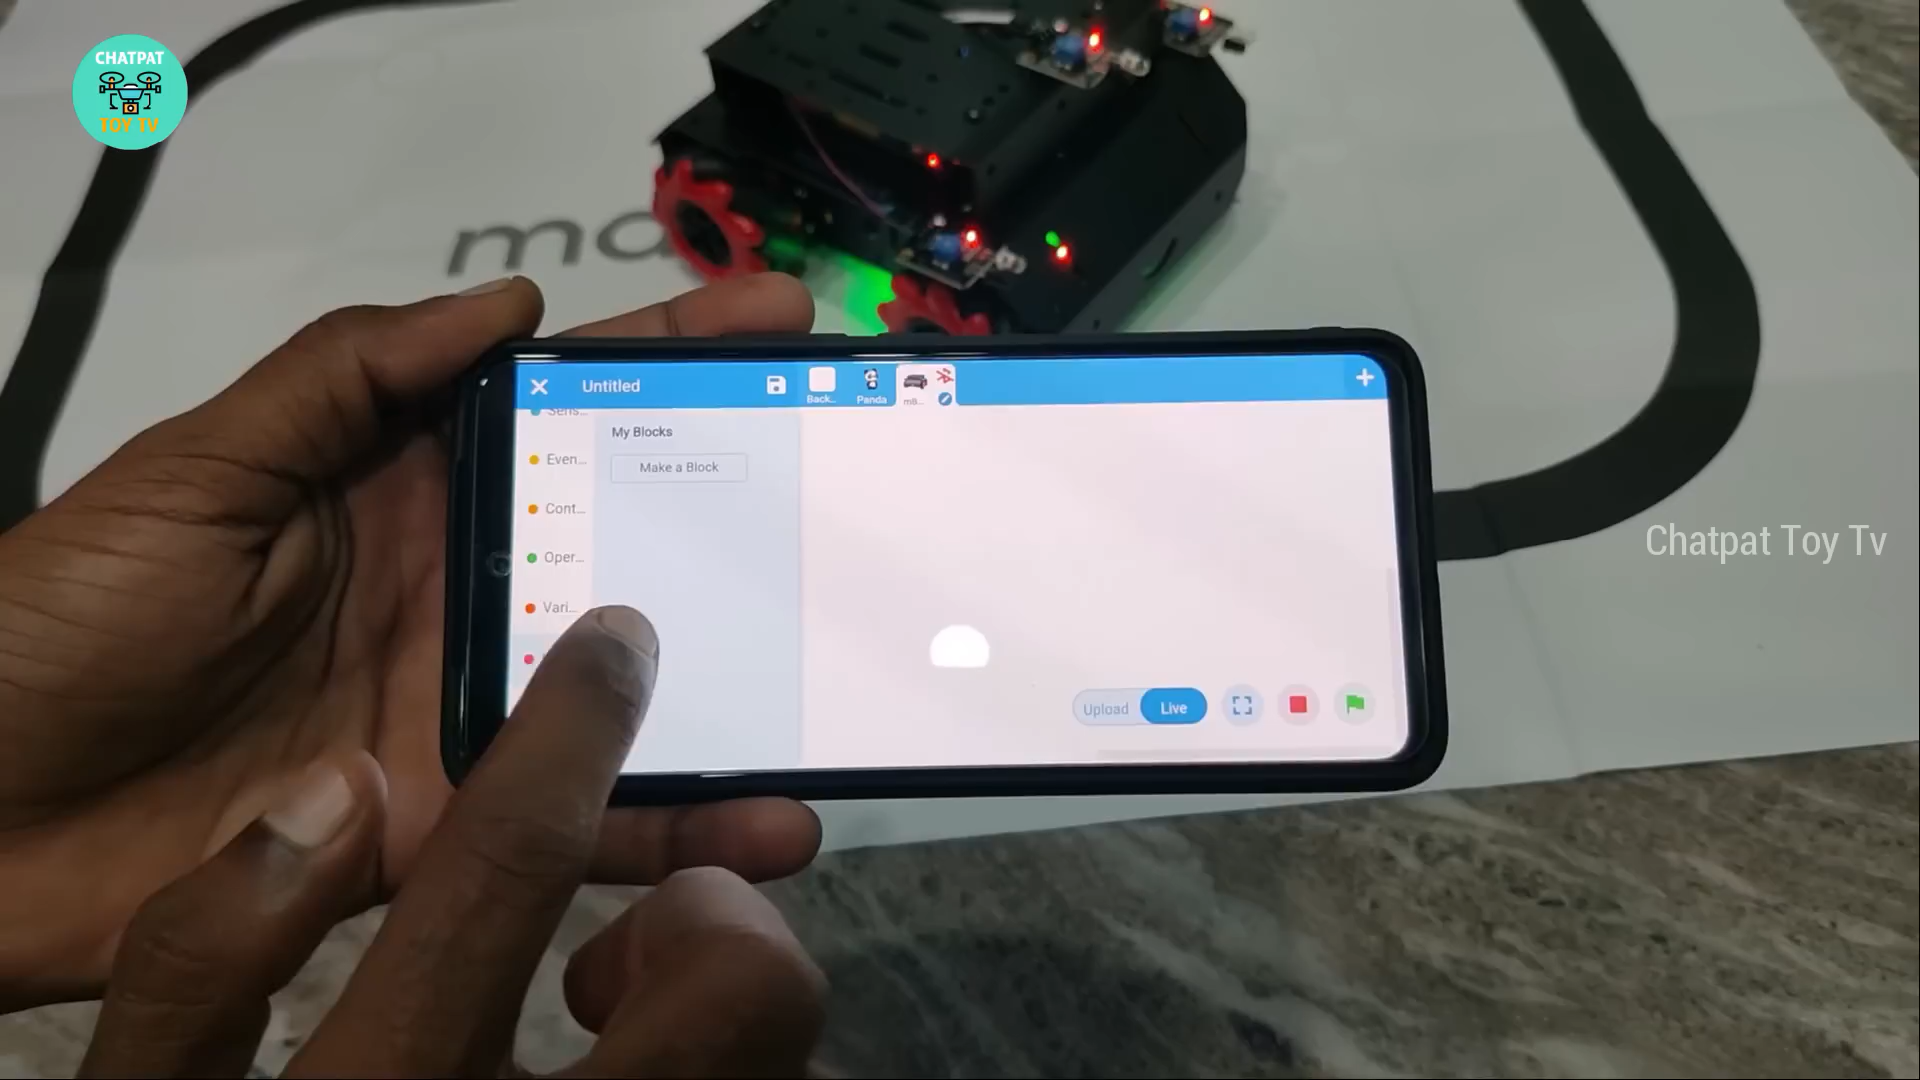 CHATPAT
TOY TV
ma
Untitled
Back...
Panda
m8...
Sens...
My Blocks
Make a Block
Even...
Cont...
Oper...
Vari...
Upload
Live
Chatpat Toy Tv